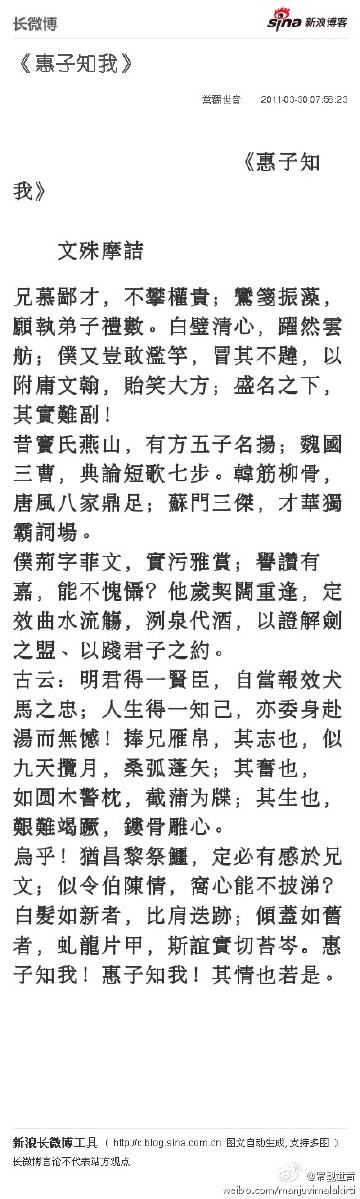 长微博
sina 新浪博客
《惠子知我》
常翻世音 2011-03-30 07:56:23
《惠子知
我》
文殊摩詰
兄慕鄙才，不攀權貴；鸞箋振藻，
願執弟子禮數。白璧清心，躍然雲
舫；僕又豈敢滥竽，冒其不韙，以
附庸文翰，貽笑大方；盛名之下，
其實難副！
昔竇氏燕山，有方五子名揚；魏國
三曹，典論短歌七步。韓筋柳骨，
唐風八家鼎足；蘇門三傑，才華獨
霸詞場。
僕荊字菲文，實污雅賞；譽讚有
嘉，能不愧懾？他歲契闊重逢，定
效曲水流觴，洌泉代酒，以證解劍
之盟、以踐君子之約。
古云：明君得一賢臣，自當報效犬
馬之忠；人生得一知己，亦委身赴
湯而無憾！捧兄雁帛，其志也，似
九天攬月，桑弧蓬矢；其奮也，
如圆木警枕，截蒲为牒；其生也，
艱難竭蹶，鏤骨雕心。
烏乎！猶昌黎祭鱷，定必有感於兄
文；似令伯陳情，裔心能不披涕？
白髮如新者，比肩迭跡；傾蓋如舊
者，虬龍片甲，斯誼實切苔岑。惠
子知我！惠子知我！其情也若是。
新浪长微博工具（ http://c.blog.sina.com.cn 图文自动生成, 支持多图 ）
长微博言论不代表站方观点
@常翻世音
weibo.com/manjuvimalakirti